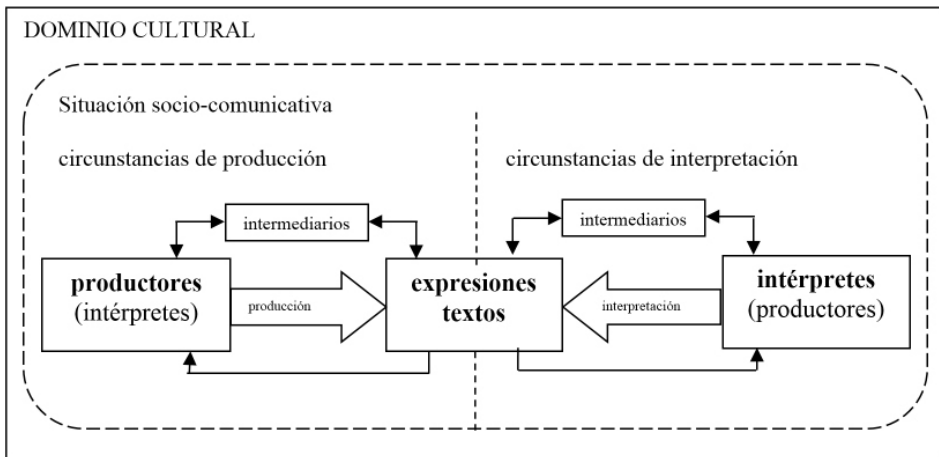 DOMINIO CULTURAL
Situación socio-comunicativa
circunstancias de producción
circunstancias de interpretación
intermediarios
intermediarios
productores
(intérpretes)
producción
expresiones
textos
interpretación
intérpretes
(productores)